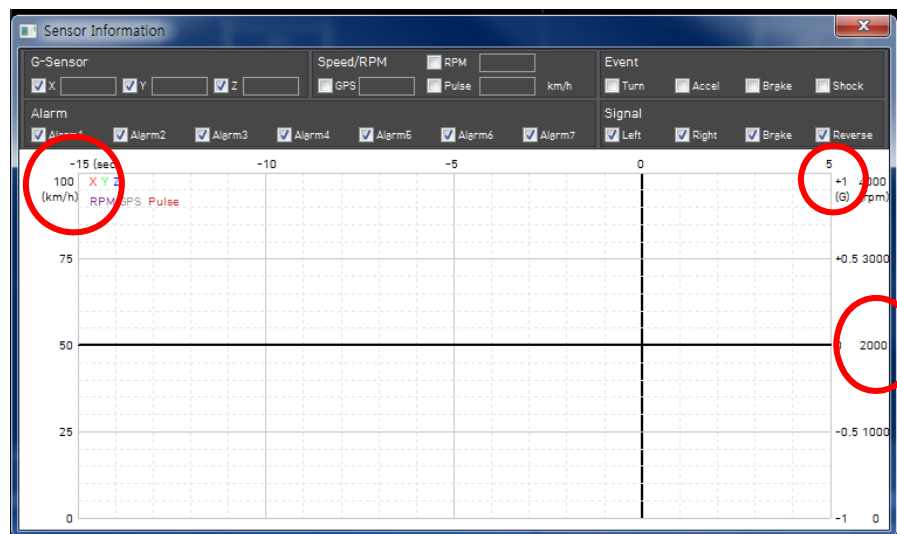 Sensor Information
G-Sensor Speed/RPM RPM Event
X Y Z GPS Pulse km/h Turn Accel Brake Shock
Alarm Signal
Alarm1 Alarm2 Alarm3 Alarm4 Alarm5 Alarm6 Alarm7 Left Right Brake Reverse
-15 (sec) -10 -5 0 5
100 X Y Z +1 4000
(km/h) RPM GPS Pulse (G) (rpm)
75 +0.5 3000
50 0 2000
25 -0.5 1000
0 -1 0